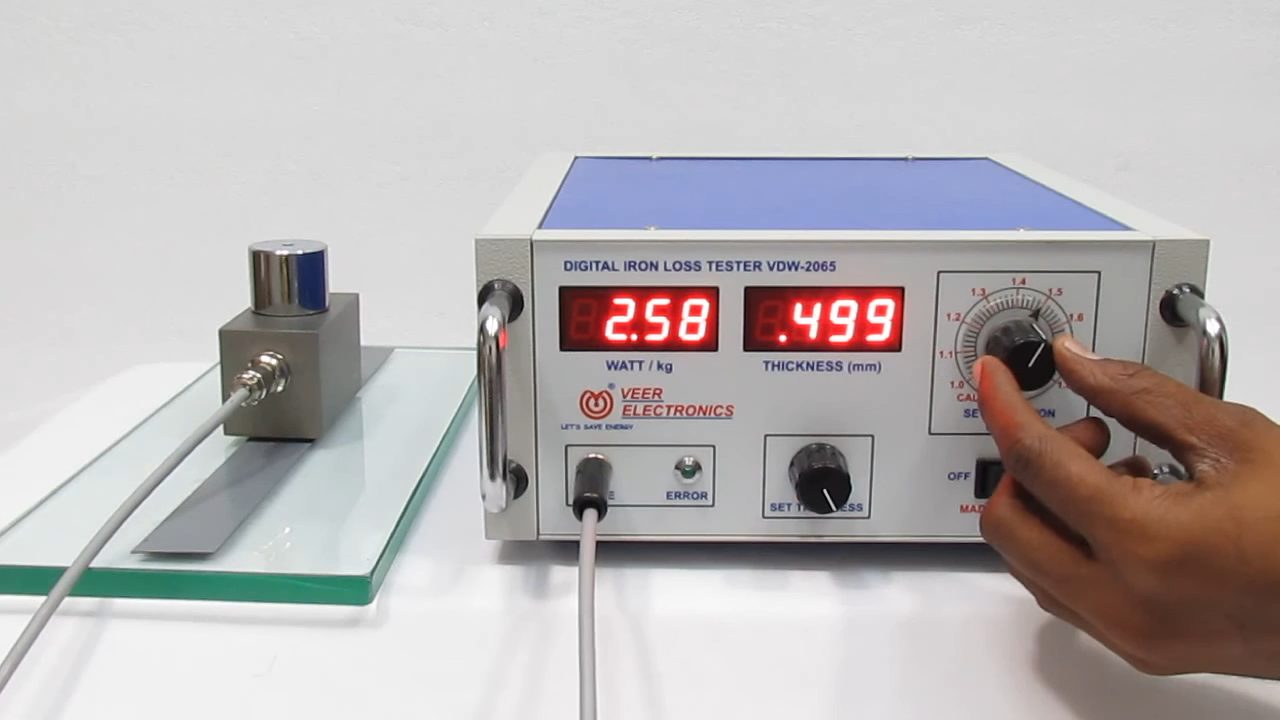 DIGITAL IRON LOSS TESTER VDW-2065
2.58
.499
WATT / kg
THICKNESS (mm)
1.0
1.1
1.2
1.3
1.4
1.5
1.6
VEER
ELECTRONICS
®
LET'S SAVE ENERGY
ERROR
SET
OFF